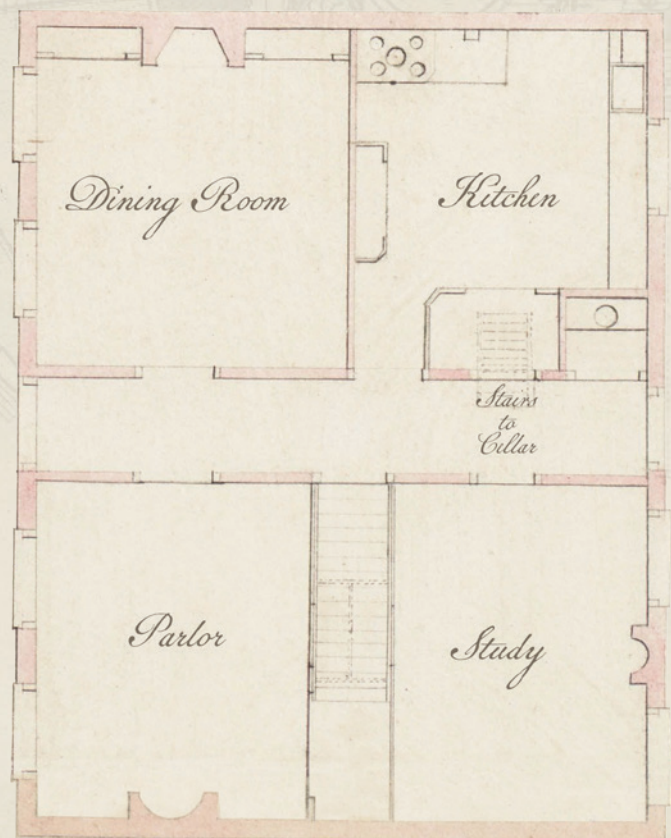 Dining Room
Kitchen
Stairs
to
Cillar
Parlor
Study